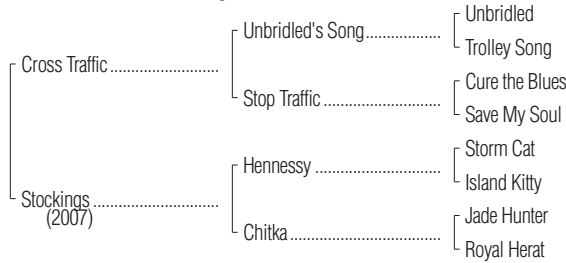 Unbridled
Unbridled's Song..................
Trolley Song
Cross Traffic ..........................
Cure the Blues
Stop Traffic .............................
Save My Soul
Storm Cat
Hennessy ..............................
Island Kitty
Stockings ..............................
(2007)
Jade Hunter
Chitka....................................
Royal Herat